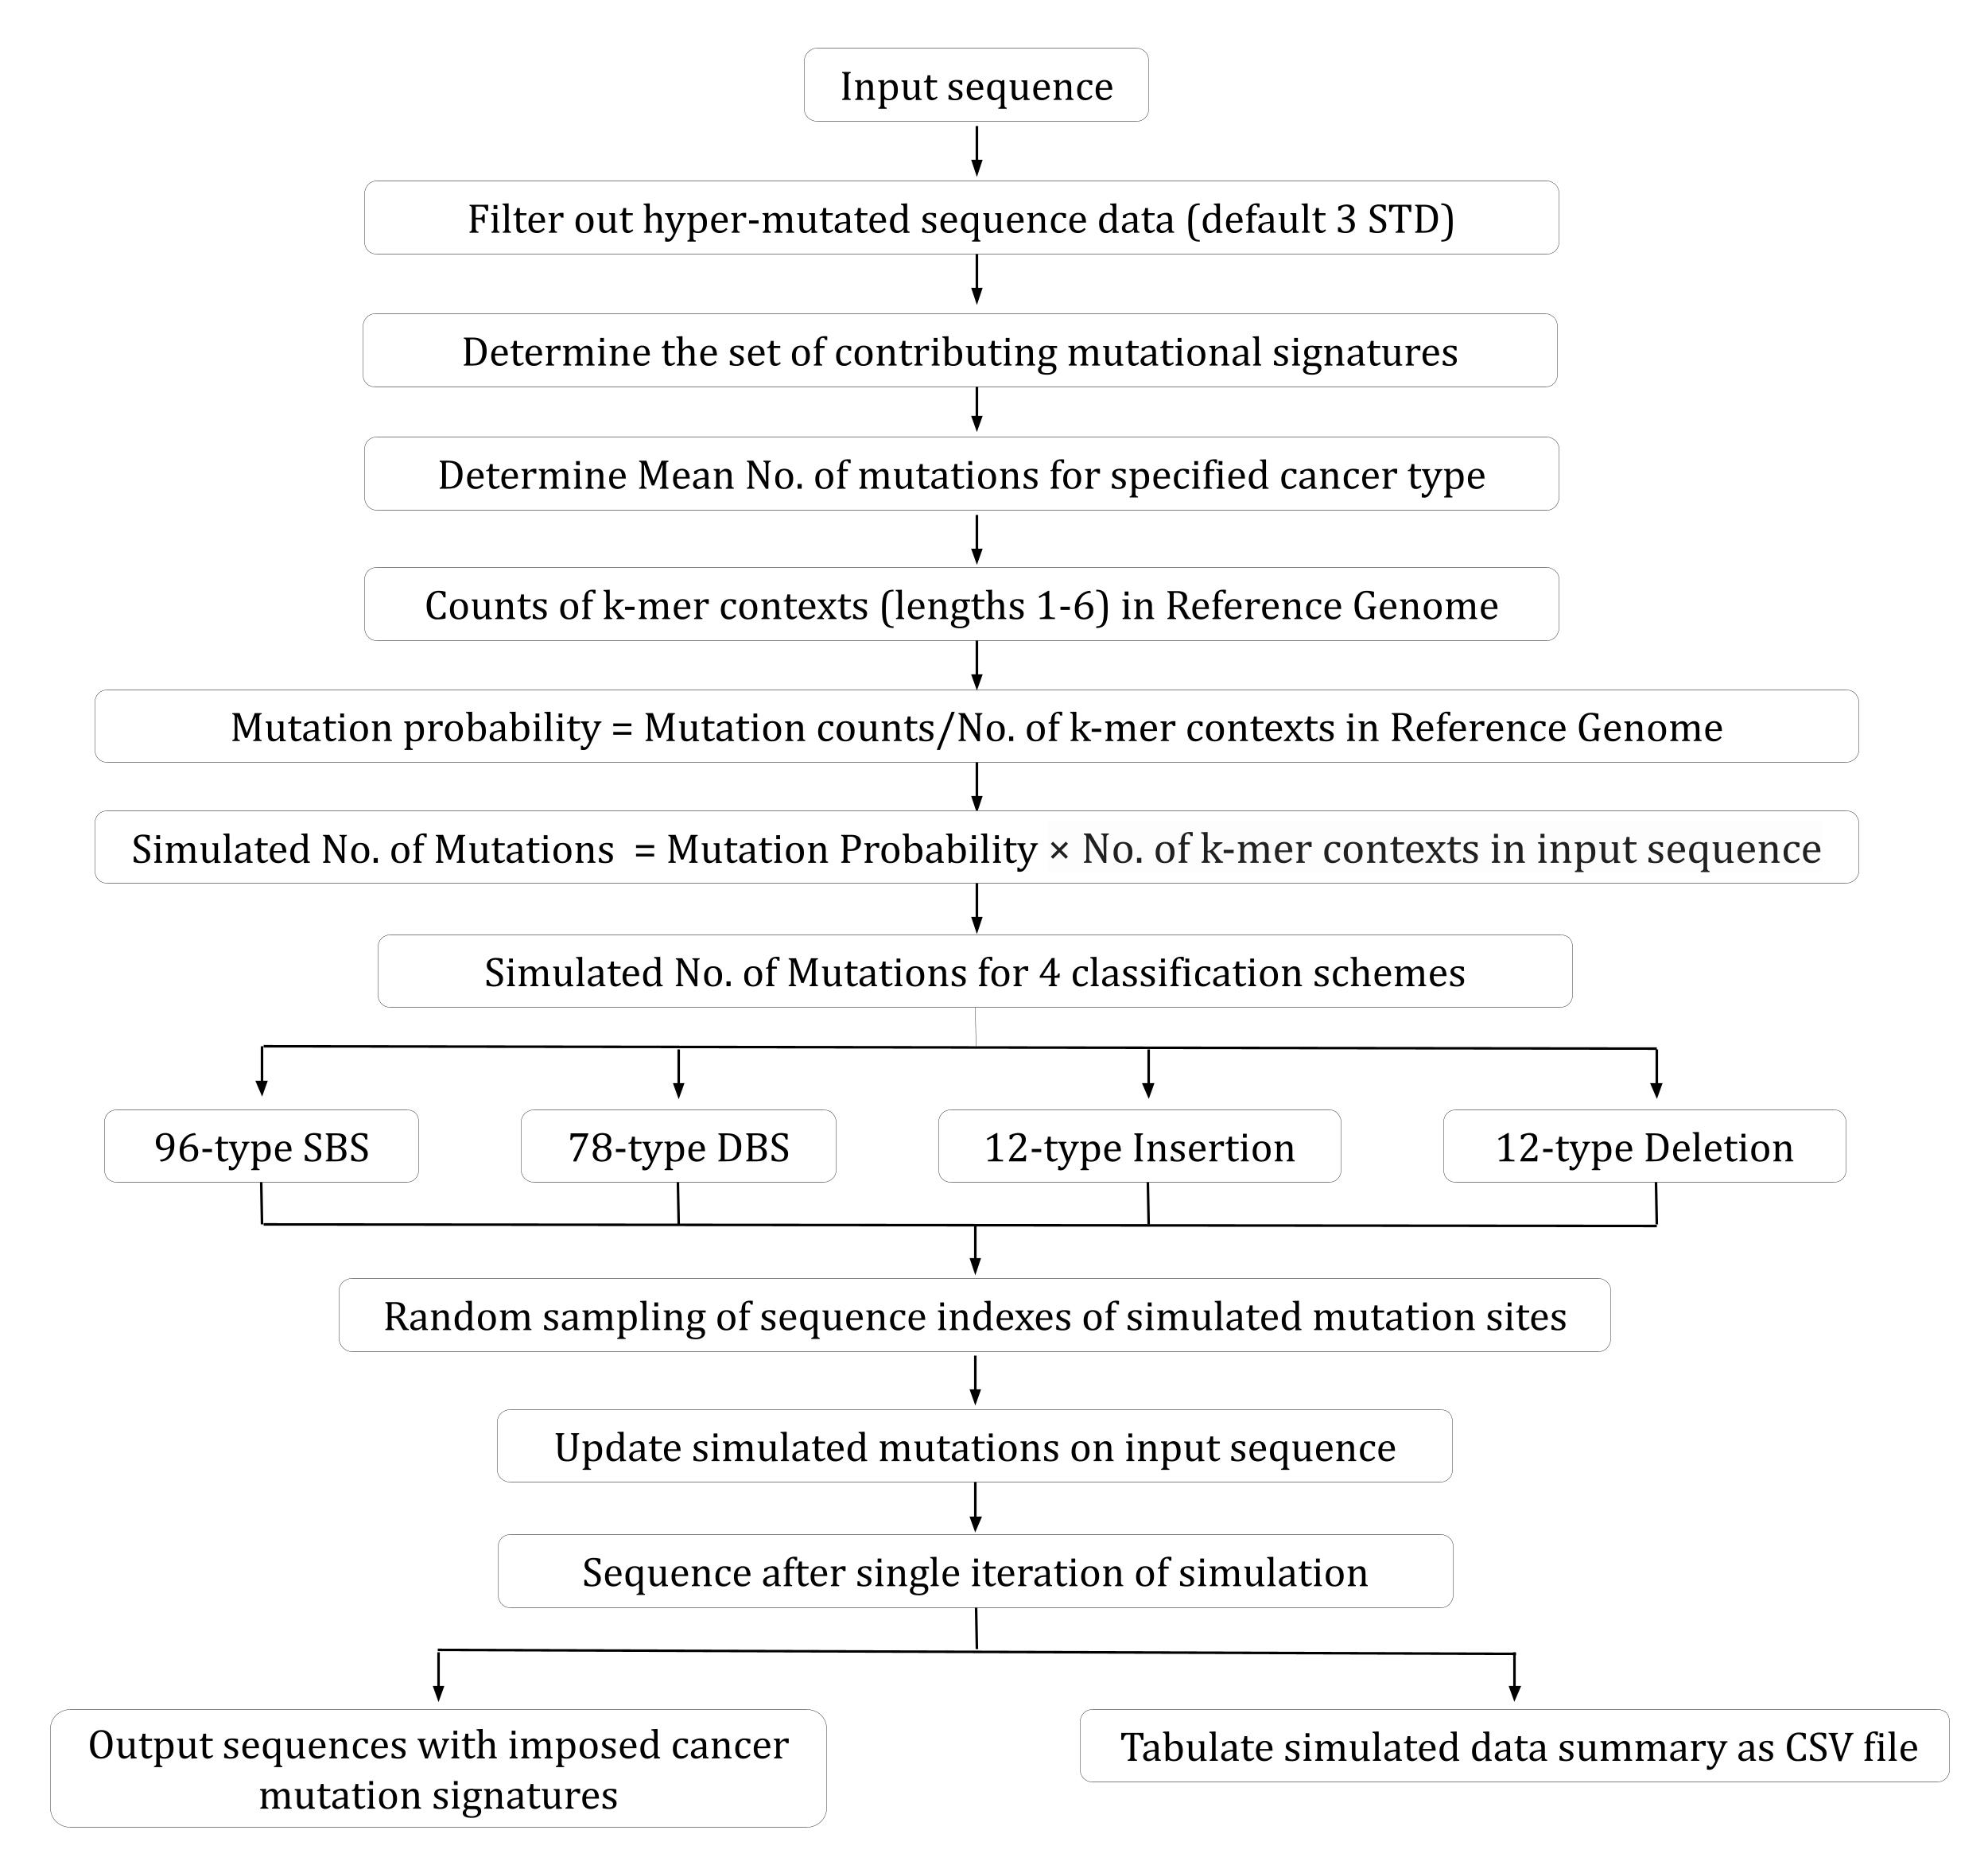 Input sequence
Filter out hyper-mutated sequence data (default 3 STD)
Determine the set of contributing mutational signatures
Determine Mean No. of mutations for specified cancer type
Counts of k-mer contexts (lengths 1-6) in Reference Genome
Mutation probability = Mutation counts/No. of k-mer contexts in Reference Genome
Simulated No. of Mutations = Mutation Probability × No. of k-mer contexts in input sequence
Simulated No. of Mutations for 4 classification schemes
96-type SBS
78-type DBS
12-type Insertion
12-type Deletion
Random sampling of sequence indexes of simulated mutation sites
Update simulated mutations on input sequence
Sequence after single iteration of simulation
Output sequences with imposed cancer
mutation signatures
Tabulate simulated data summary as CSV file